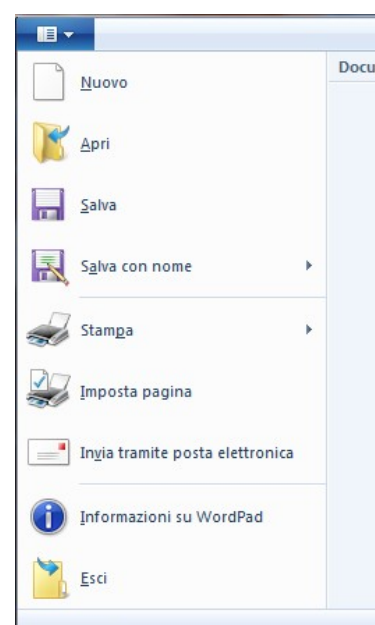 Docu
Nuovo
Apri
Salva
Salva con nome
Stampa
Imposta pagina
Invia tramite posta elettronica
Informazioni su WordPad
Esci